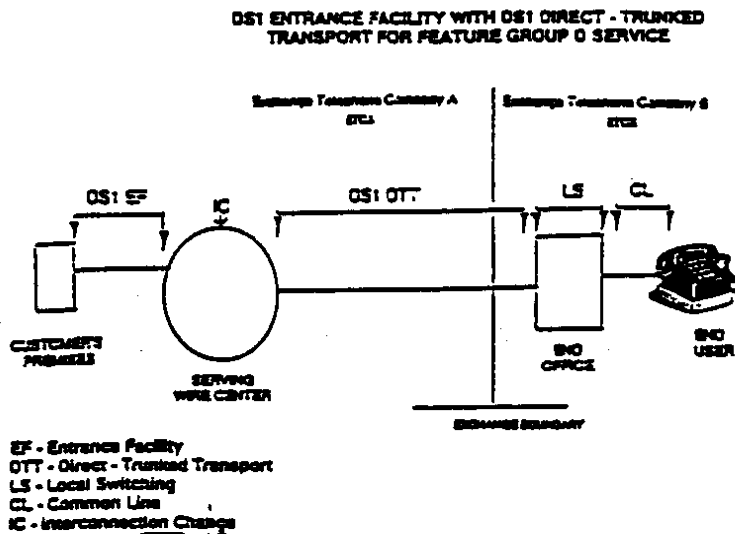 DS1 ENTRANCE FACILITY WITH DS1 DIRECT - TRUNKED
TRANSPORT FOR FEATURE GROUP D SERVICE
Exchange Telephone Company A
Exchange Telephone Company B
DS1 EF
IC
DS1 DTT
LS
CL
CUSTOMER'S
PREMISES
SERVING
WIRE CENTER
END
OFFICE
END
USER
EXCHANGE BOUNDARY
EF - Entrance Facility
DTT - Direct - Trunked Transport
LS - Local Switching
CL - Common Line
IC - Interconnection Charge